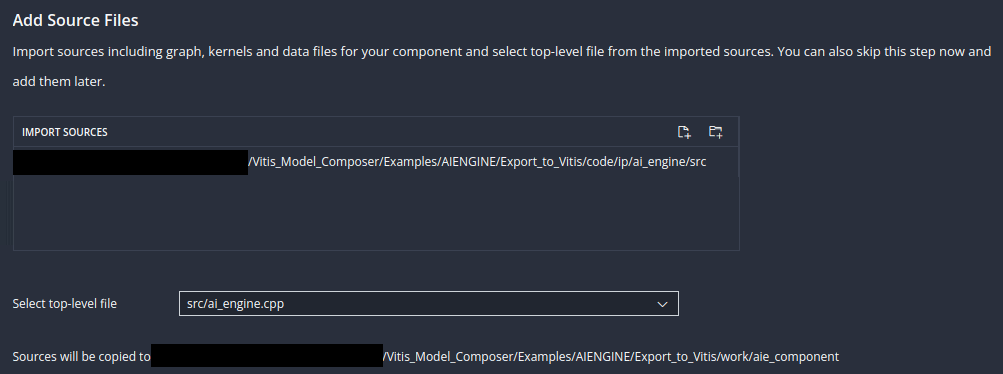 Add Source Files
Import sources including graph, kernels and data files for your component and select top-level file from the imported sources. You can also skip this step now and
add them later.
IMPORT SOURCES
/Vitis_Model_Composer/Examples/AIENGINE/Export_to_Vitis/code/ip/ai_engine/src
Select top-level file
src/ai_engine.cpp
Sources will be copied to /Vitis_Model_Composer/Examples/AIENGINE/Export_to_Vitis/work/aie_component